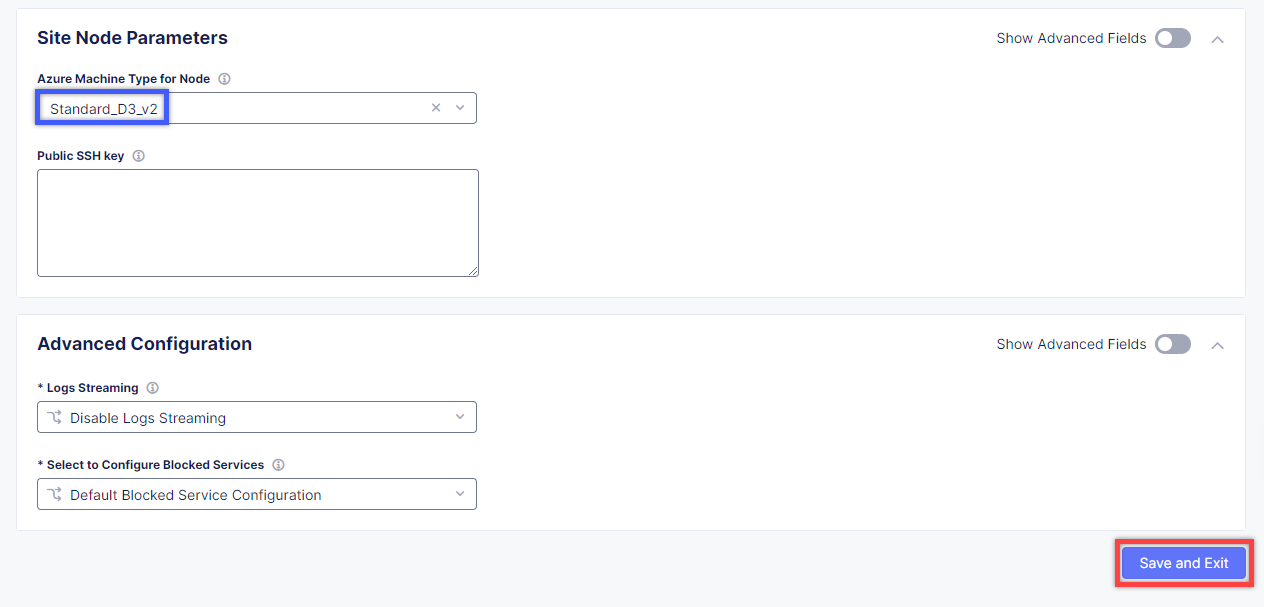 Site Node Parameters
Show Advanced Fields
Azure Machine Type for Node
Standard_D3_v2
Public SSH key
Advanced Configuration
Show Advanced Fields
* Logs Streaming
Disable Logs Streaming
* Select to Configure Blocked Services
Default Blocked Service Configuration
Save and Exit